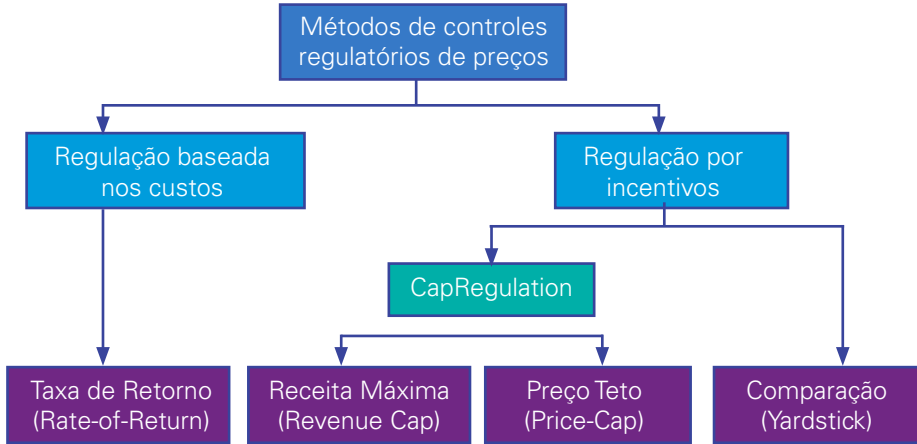 Métodos de controles
regulatórios de preços
Regulação baseada
nos custos
Regulação por
incentivos
CapRegulation
Taxa de Retorno
(Rate-of-Return)
Receita Máxima
(Revenue Cap)
Preço Teto
(Price-Cap)
Comparação
(Yardstick)